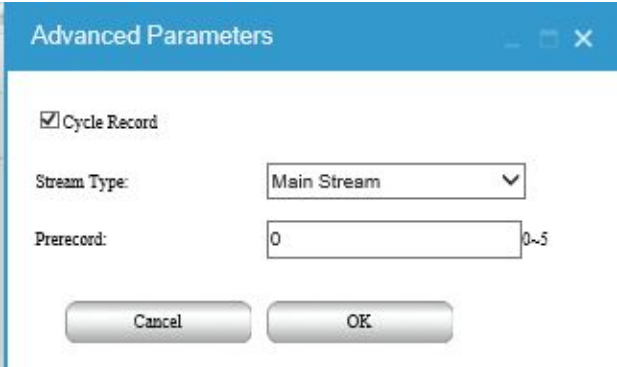 Advanced Parameters
Cycle Record
Stream Type: Main Stream
Prerecord: 0 0~5
Cancel OK